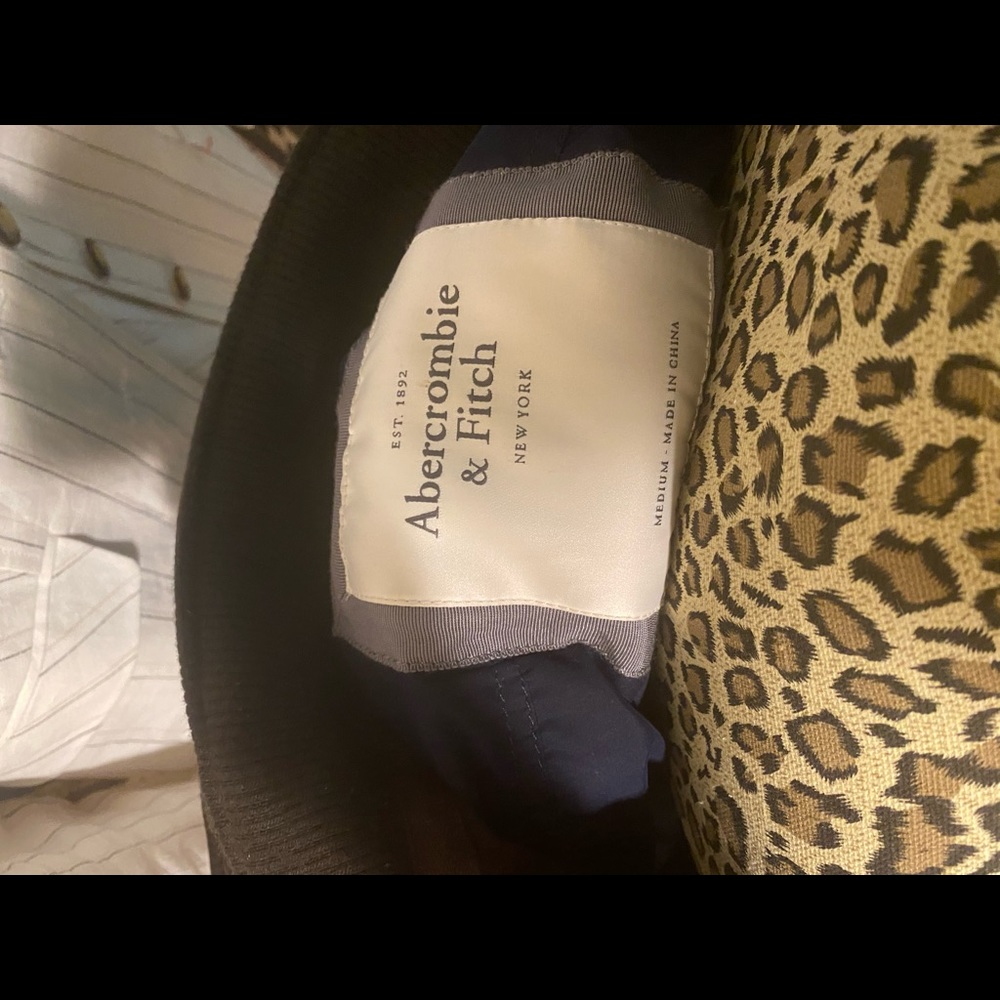 EST. 1892
Abercrombie
& Fitch
NEW YORK
MEDIUM - MADE IN CHINA